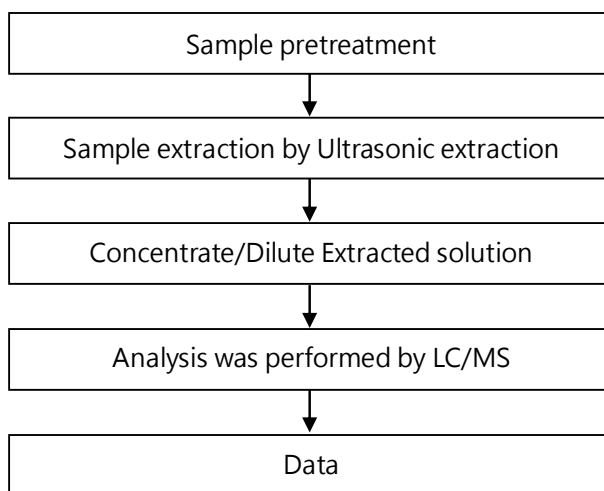 Sample pretreatment
Sample extraction by Ultrasonic extraction
Concentrate/Dilute Extracted solution
Analysis was performed by LC/MS
Data